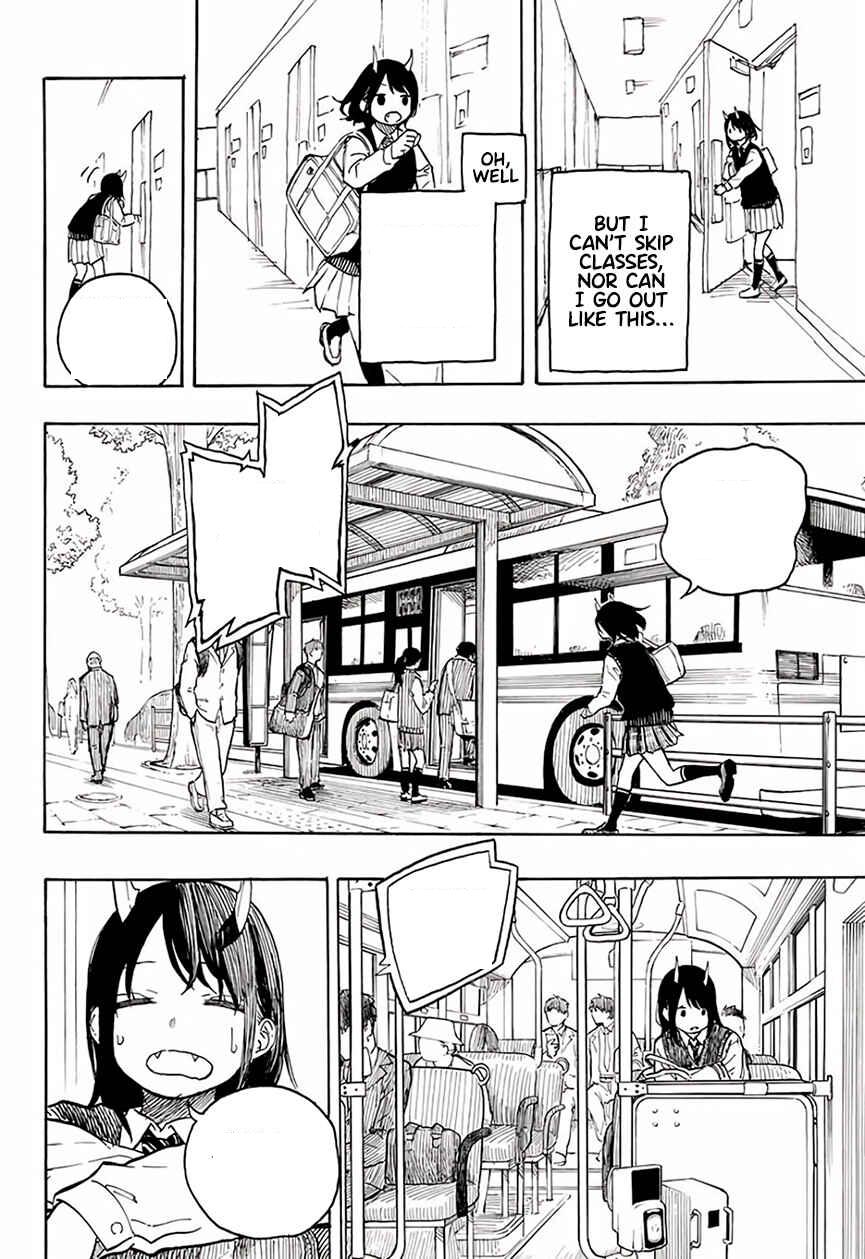 BUT I
CAN'T SKIP
CLASSES,
NOR CAN
I GO OUT
LIKE THIS...
OH,
WELL